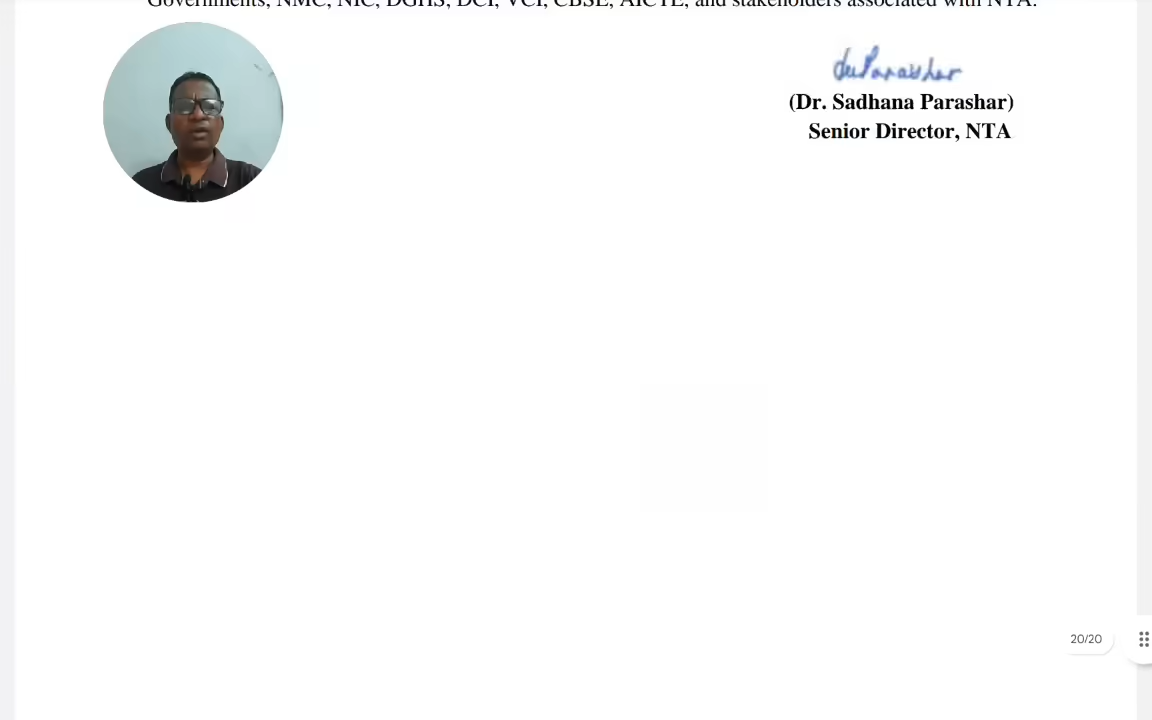 Governments, NMC, NIC, DGHS, DCI, VCI, CBSE, AICTE, and stakeholders associated with NTA.
(Dr. Sadhana Parashar)
Senior Director, NTA
20/20